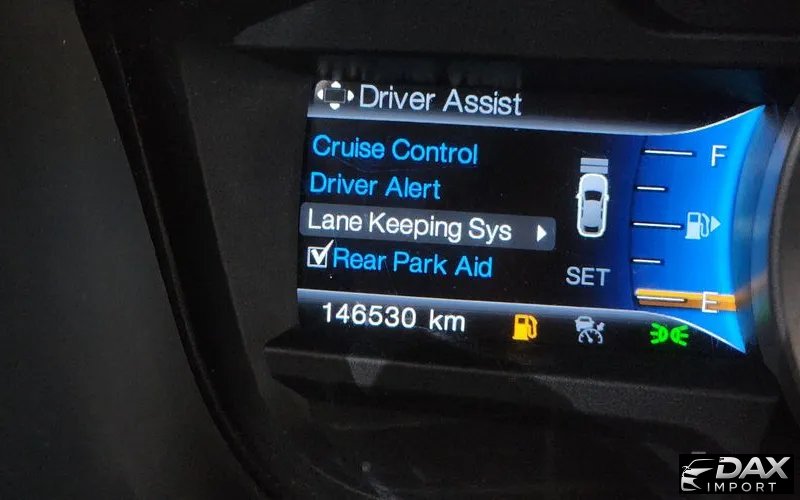 Driver Assist
Cruise Control
Driver Alert
Lane Keeping Sys
Rear Park Aid
SET
F
E
146530 km
DAX
IMPORT